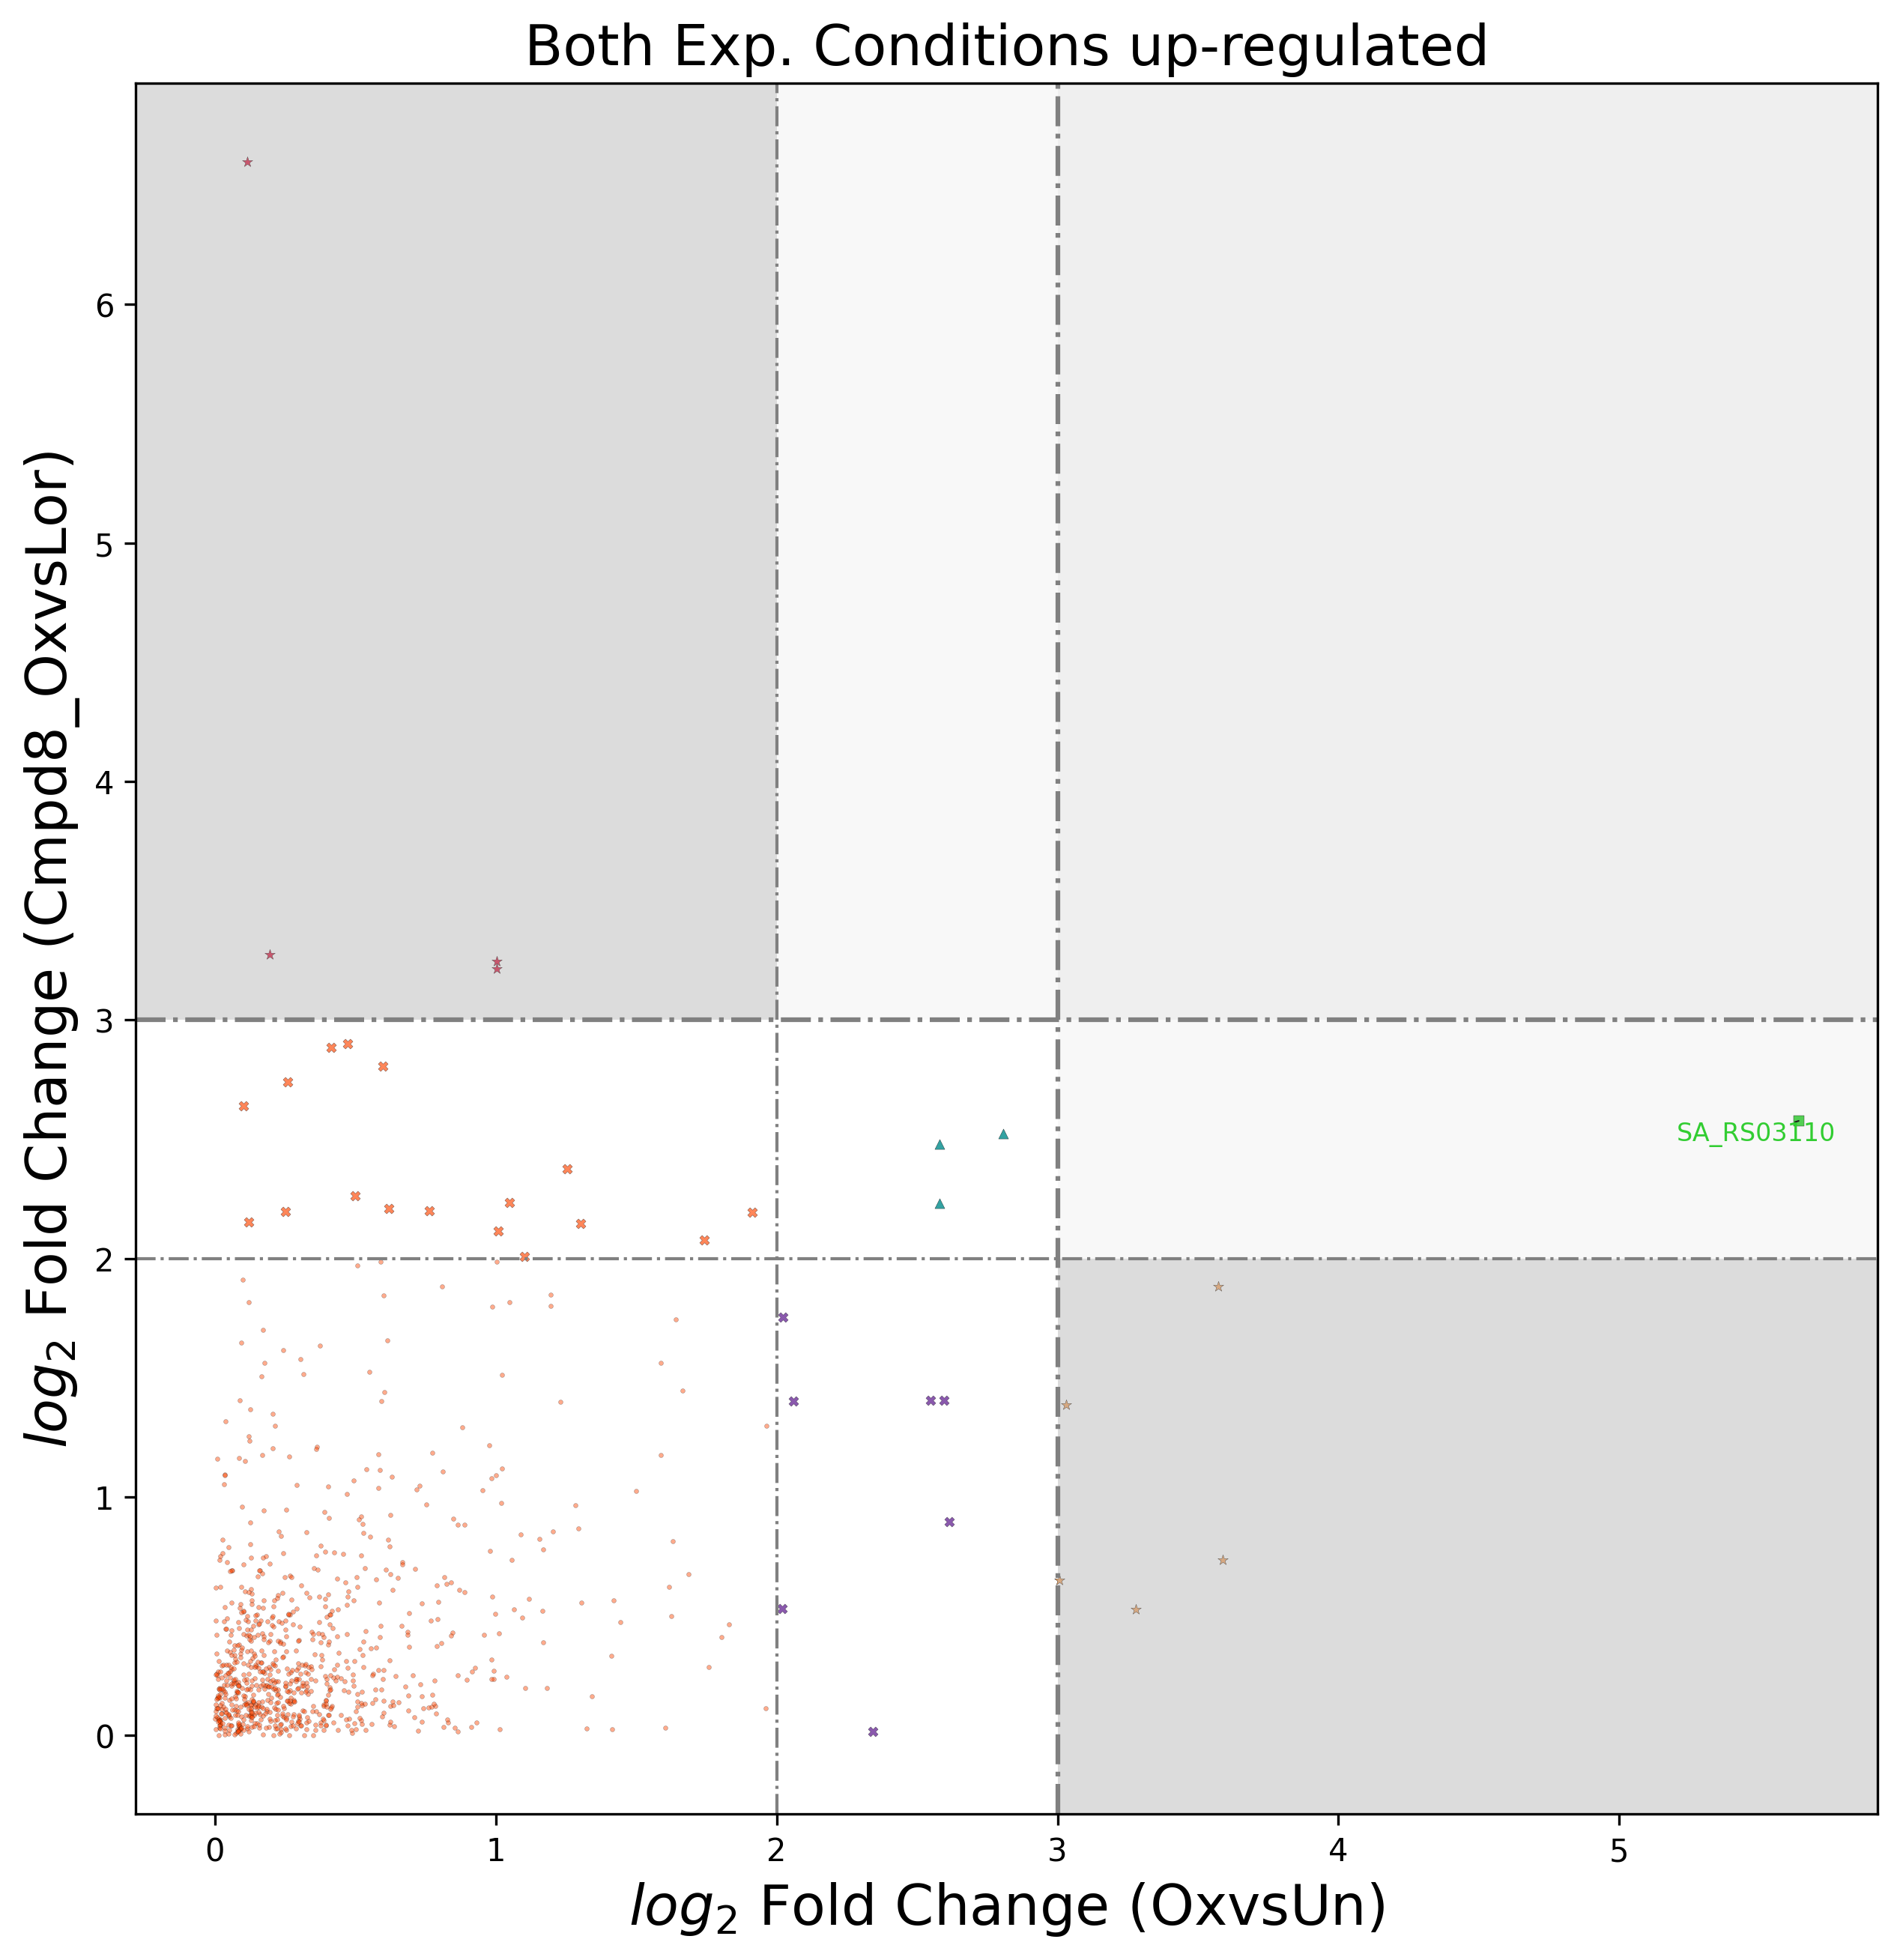 Both Exp. Conditions up-regulated
log2 Fold Change (Cmpd8_OxvsLor)
6
5
4
3
2
1
0
SA_RS03110
0 1 2 3 4 5
log2 Fold Change (OxvsUn)